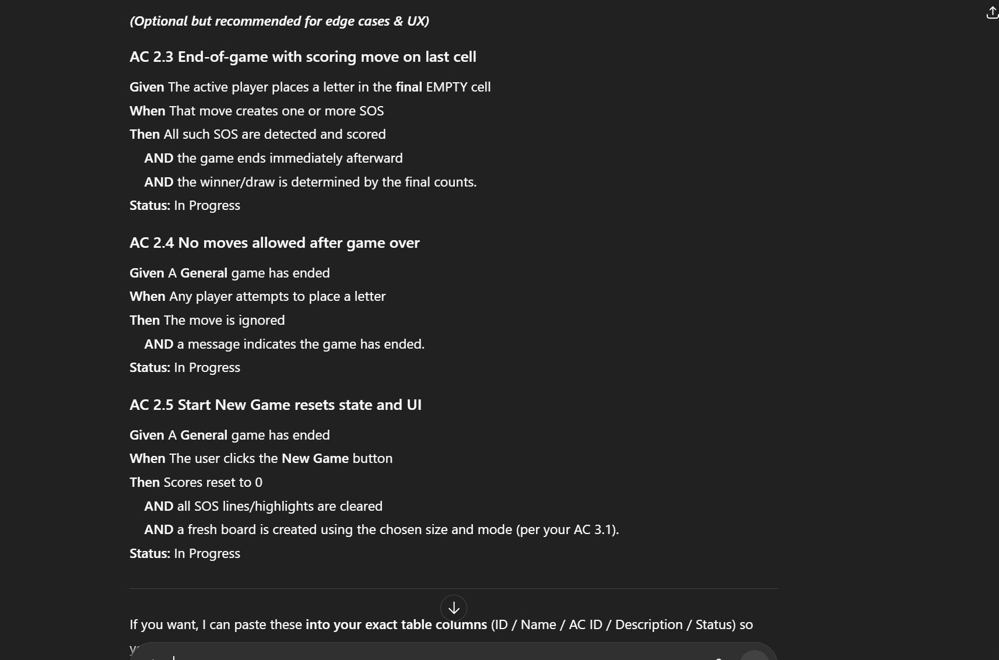 (Optional but recommended for edge cases & UX)
AC 2.3 End-of-game with scoring move on last cell
Given The active player places a letter in the final EMPTY cell
When That move creates one or more SOS
Then All such SOS are detected and scored
AND the game ends immediately afterward
AND the winner/draw is determined by the final counts.
Status: In Progress
AC 2.4 No moves allowed after game over
Given A General game has ended
When Any player attempts to place a letter
Then The move is ignored
AND a message indicates the game has ended.
Status: In Progress
AC 2.5 Start New Game resets state and UI
Given A General game has ended
When The user clicks the New Game button
Then Scores reset to 0
AND all SOS lines/highlights are cleared
AND a fresh board is created using the chosen size and mode (per your AC 3.1).
Status: In Progress
If you want, I can paste these into your exact table columns (ID / Name / AC ID / Description / Status) so